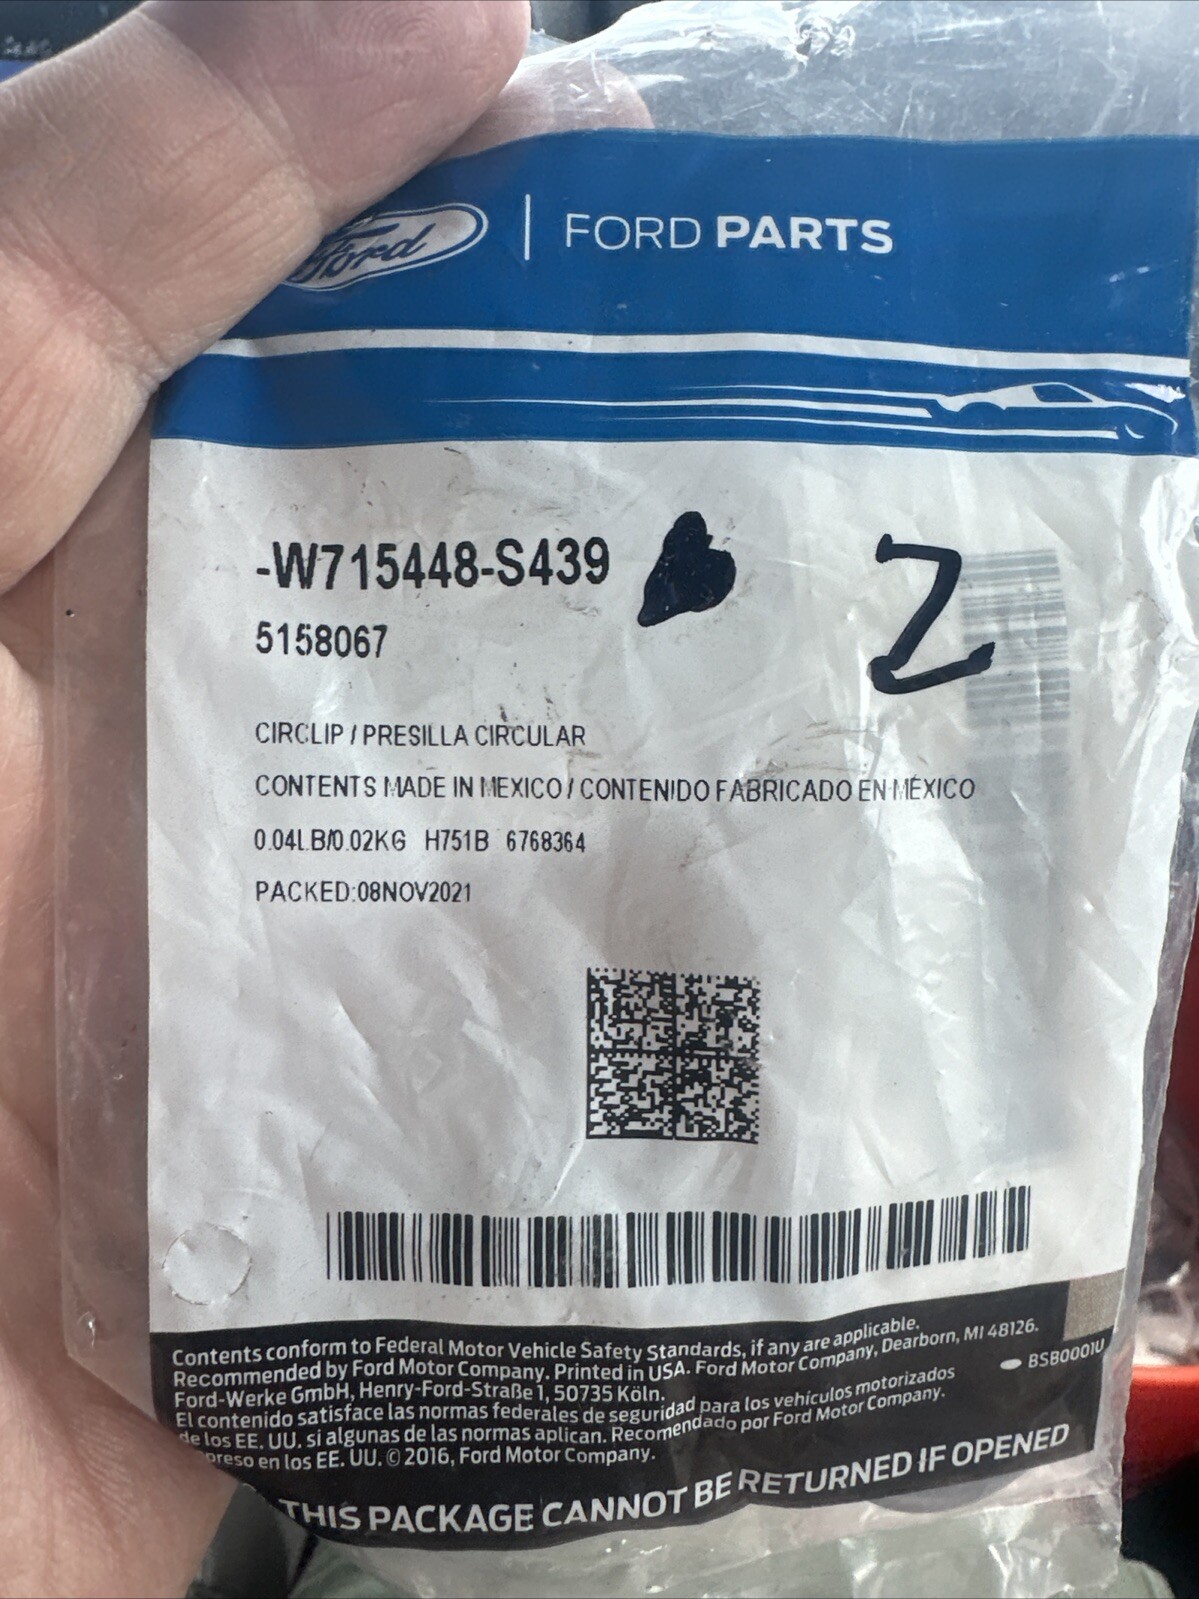 Ford | FORD PARTS
-W715448-S439
2
5158067
CIRCLIP / PRESILLA CIRCULAR
CONTENTS MADE IN MEXICO / CONTENIDO FABRICADO EN MÉXICO
0.04LB/0.02KG H751B 6768364
PACKED:08NOV2021
Contents conform to Federal Motor Vehicle Safety Standards, if any are applicable.
Recommended by Ford Motor Company. Printed in USA. Ford Motor Company, Dearborn, MI 48126.
Ford-Werke GmbH, Henry-Ford-Straße 1, 50735 Köln.
BSB0001U
El contenido satisface las normas federales de seguridad para los vehículos motorizados
de los EE. UU. si algunas de las normas aplican. Recomendado por Ford Motor Company.
preso en los EE. UU. © 2016, Ford Motor Company.
THIS PACKAGE CANNOT BE RETURNED IF OPENED